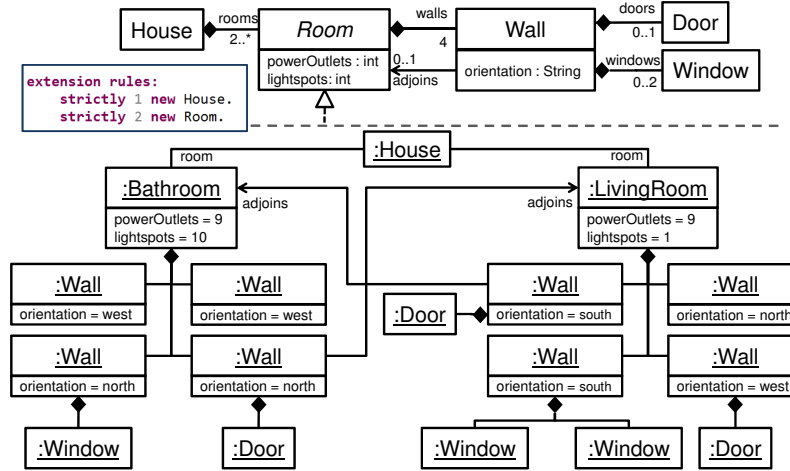 House
rooms
2..*
Room
powerOutlets : int
lightspots: int
walls
4
0..1
adjoins
Wall
orientation : String
doors
0..1
Door
windows
0..2
Window
extension rules:
strictly 1 new House.
strictly 2 new Room.
room
:House
room
:Bathroom
powerOutlets = 9
lightspots = 10
adjoins
adjoins
:LivingRoom
powerOutlets = 9
lightspots = 1
:Wall
orientation = west
:Wall
orientation = west
:Door
:Wall
orientation = south
:Wall
orientation = north
:Wall
orientation = north
:Wall
orientation = north
:Wall
orientation = south
:Wall
orientation = west
:Window
:Door
:Window
:Window
:Door